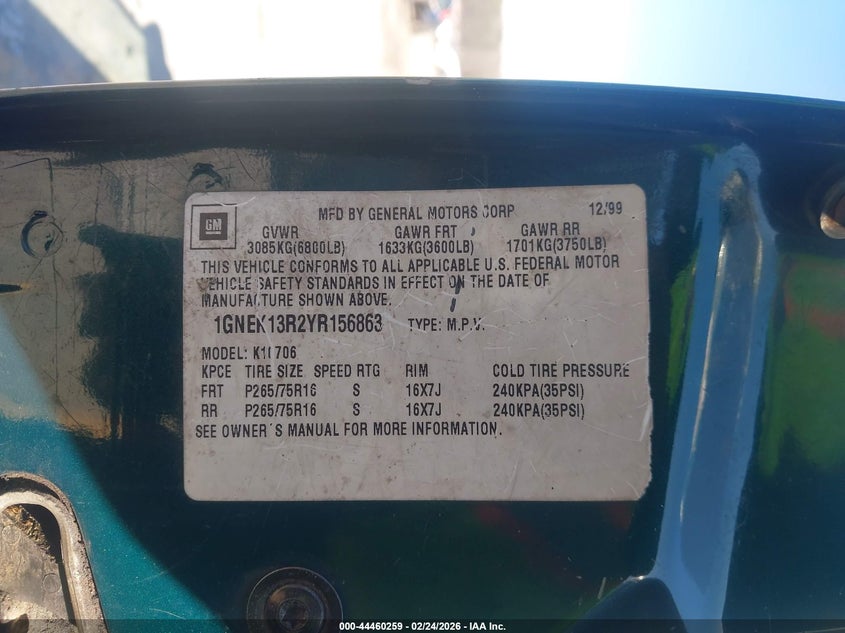 GM
MFD BY GENERAL MOTORS CORP 12/99
GVWR GAWR FRT GAWR RR
3085KG(6800LB) 1633KG(3600LB) 1701KG(3750LB)
THIS VEHICLE CONFORMS TO ALL APPLICABLE U.S. FEDERAL MOTOR
VEHICLE SAFETY STANDARDS IN EFFECT ON THE DATE OF
MANUFACTURE SHOWN ABOVE.
1GNEK13R2YR156863 TYPE: M.P.V.
MODEL: K10706
KPCE TIRE SIZE SPEED RTG RIM COLD TIRE PRESSURE
FRT P265/75R16 S 16X7J 240KPA(35PSI)
RR P265/75R16 S 16X7J 240KPA(35PSI)
SEE OWNER'S MANUAL FOR MORE INFORMATION.
000-44460259 - 02/24/2026 - IAA Inc.